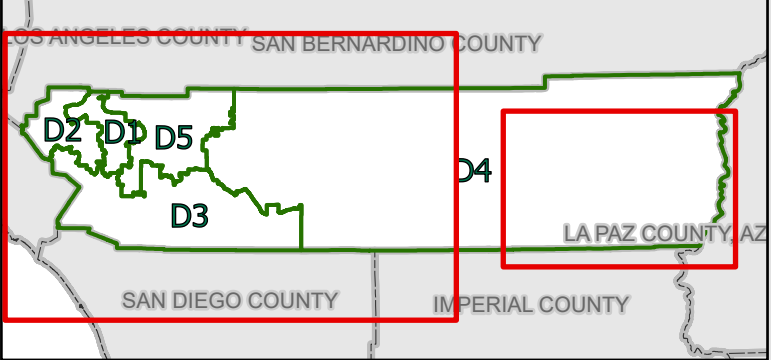 LOS ANGELES COUNTY
SAN BERNARDINO COUNTY
D2
D1
D5
D4
D3
LA PAZ COUNTY, AZ
SAN DIEGO COUNTY
IMPERIAL COUNTY